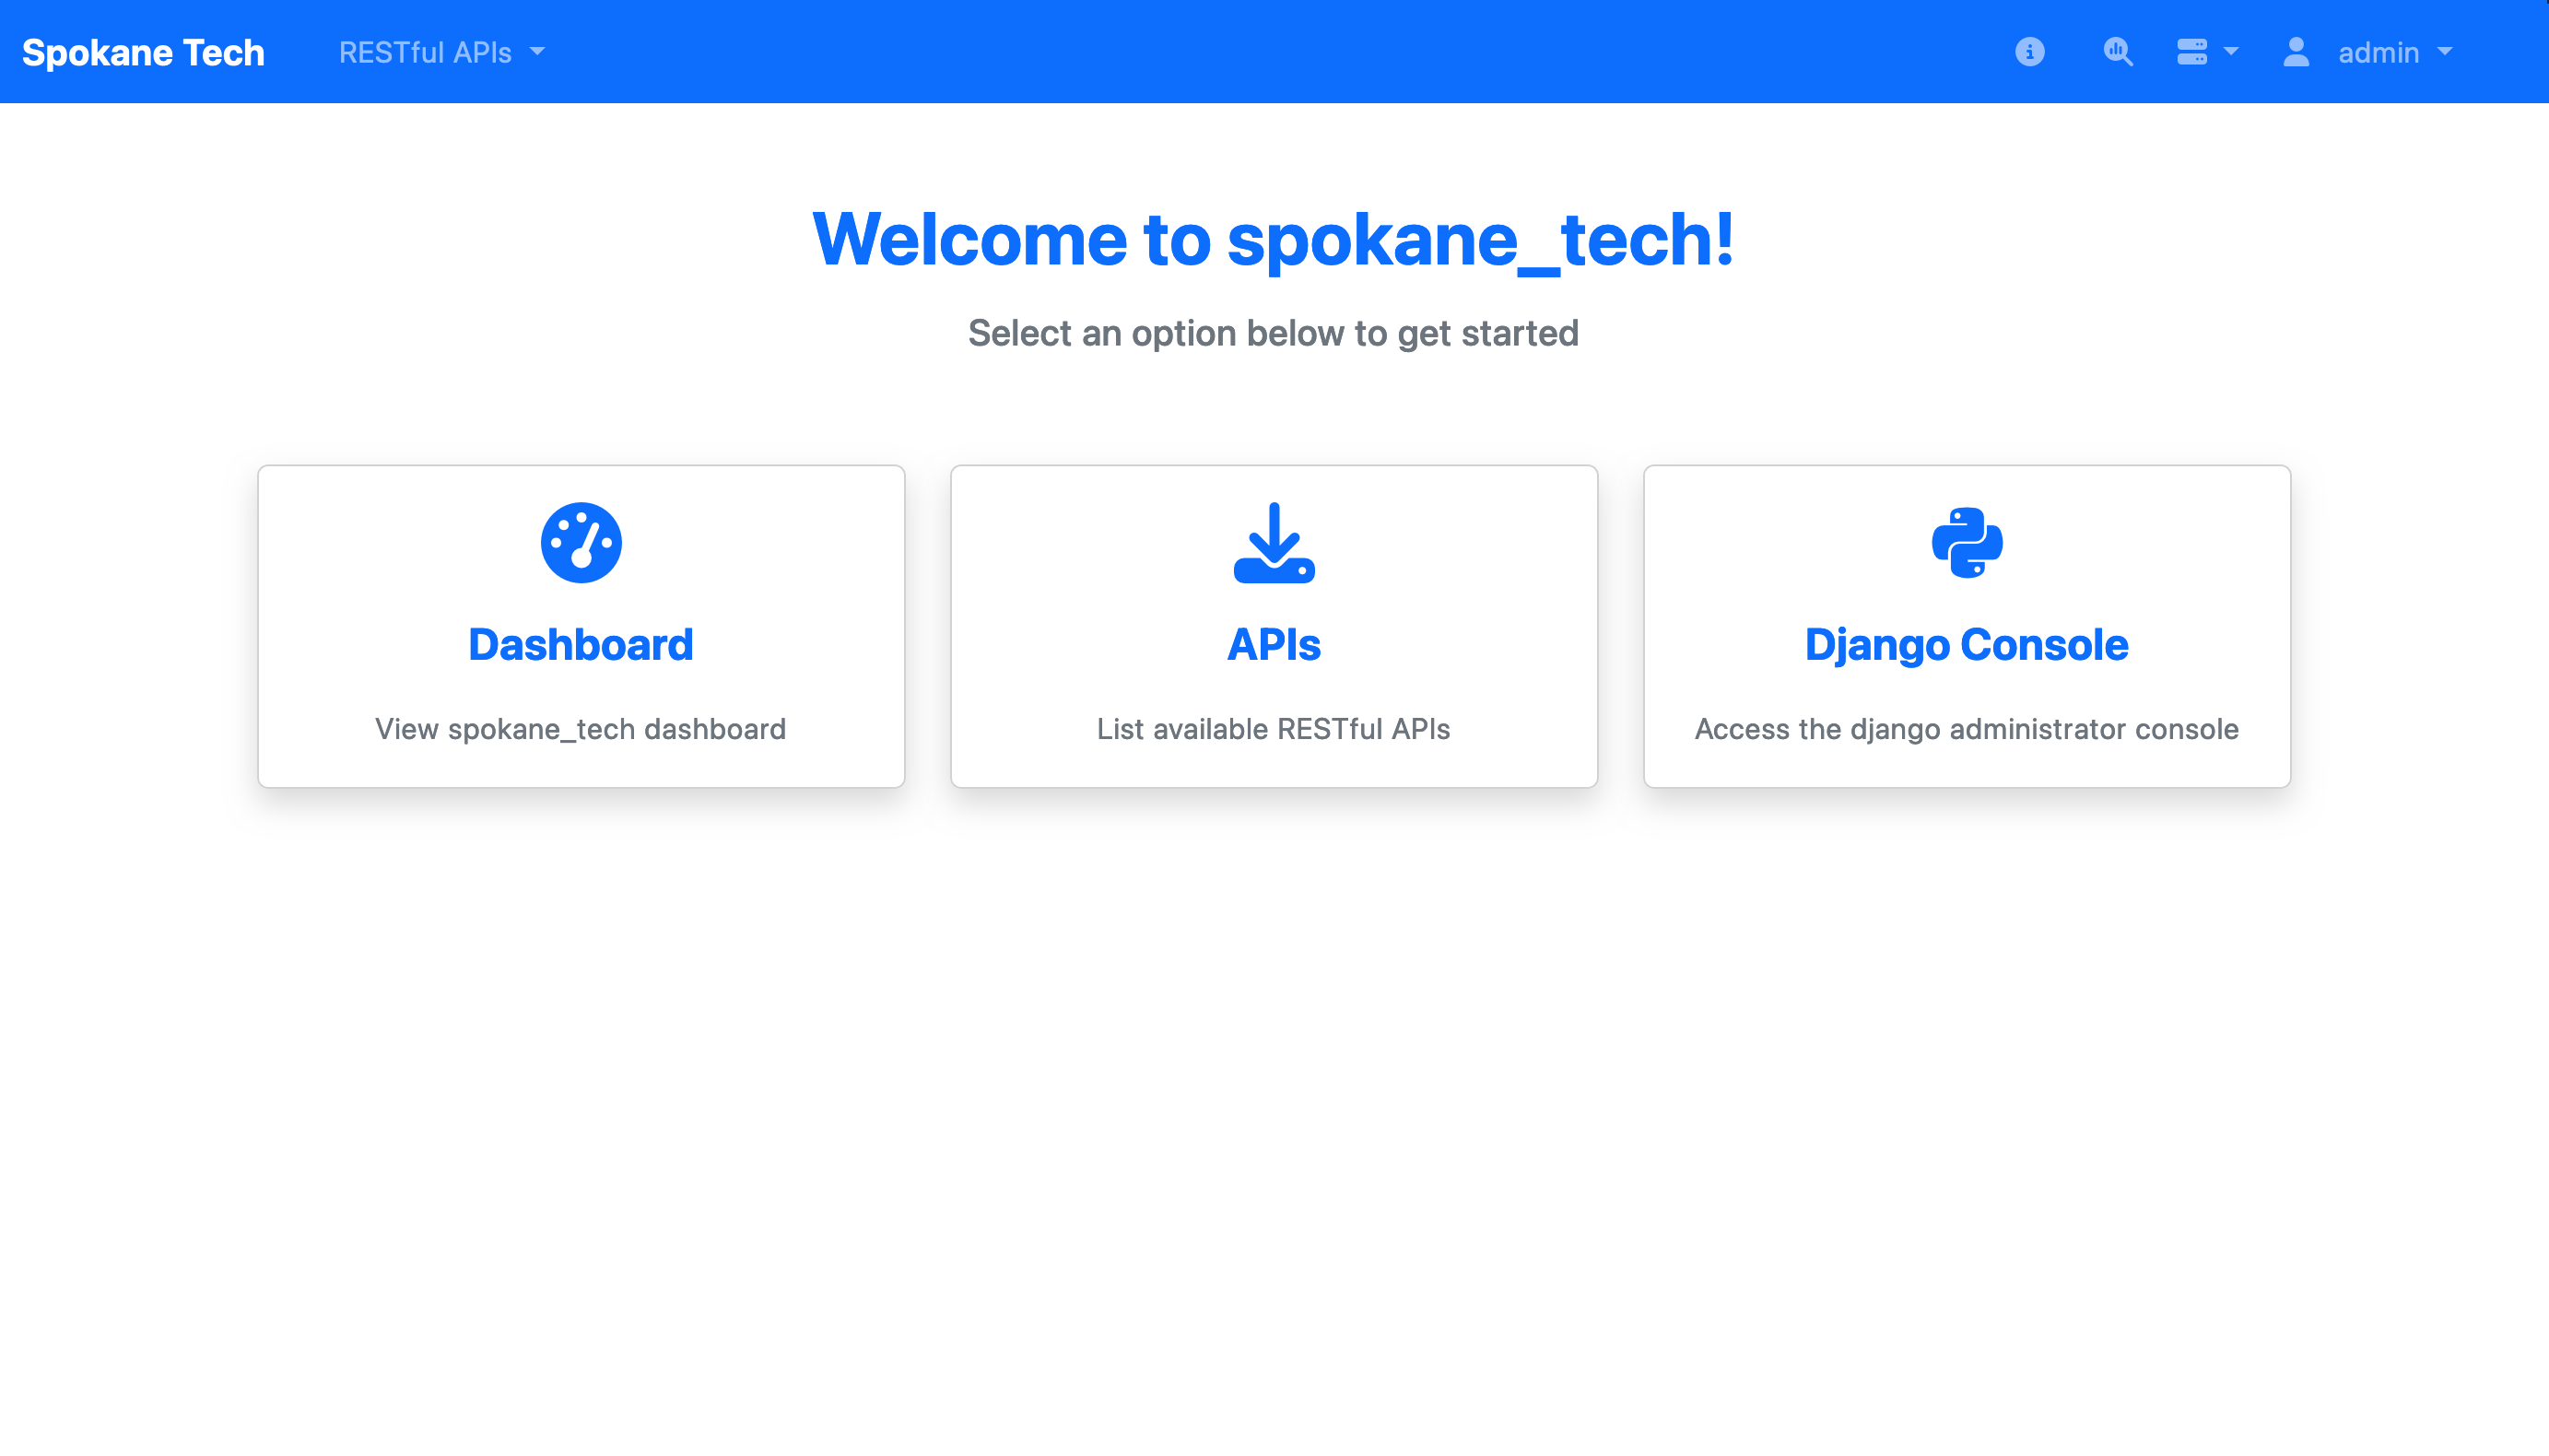 Spokane Tech
RESTful APIs
admin
Welcome to spokane_tech!
Select an option below to get started
Dashboard
View spokane_tech dashboard
APIs
List available RESTful APIs
Django Console
Access the django administrator console